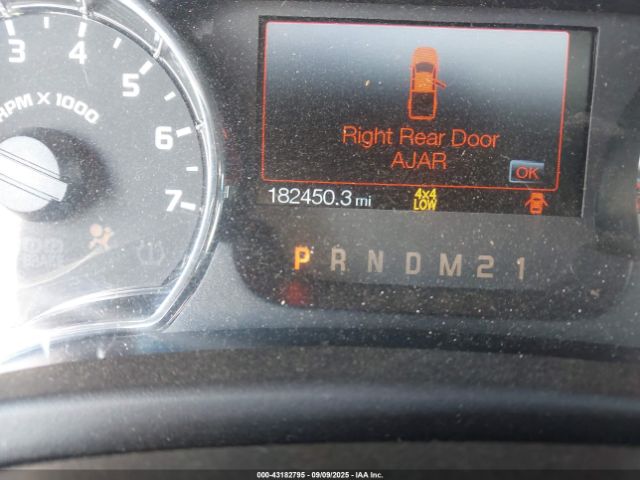 3 4 5 6 7
RPM X 1000
Right Rear Door
AJAR
OK
182450.3 mi
4x4
LOW
P R N D M 2 1
000-43182795 - 09/09/2025 - IAA Inc.